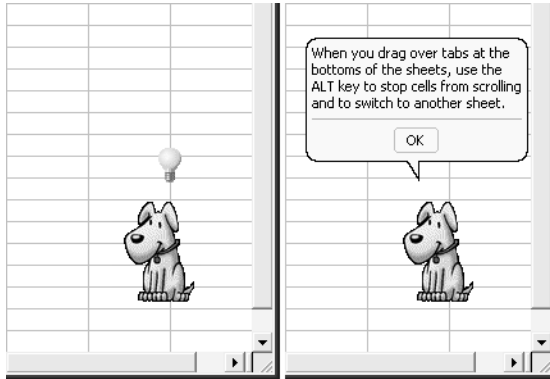 When you drag over tabs at the
bottoms of the sheets, use the
ALT key to stop cells from scrolling
and to switch to another sheet.
OK